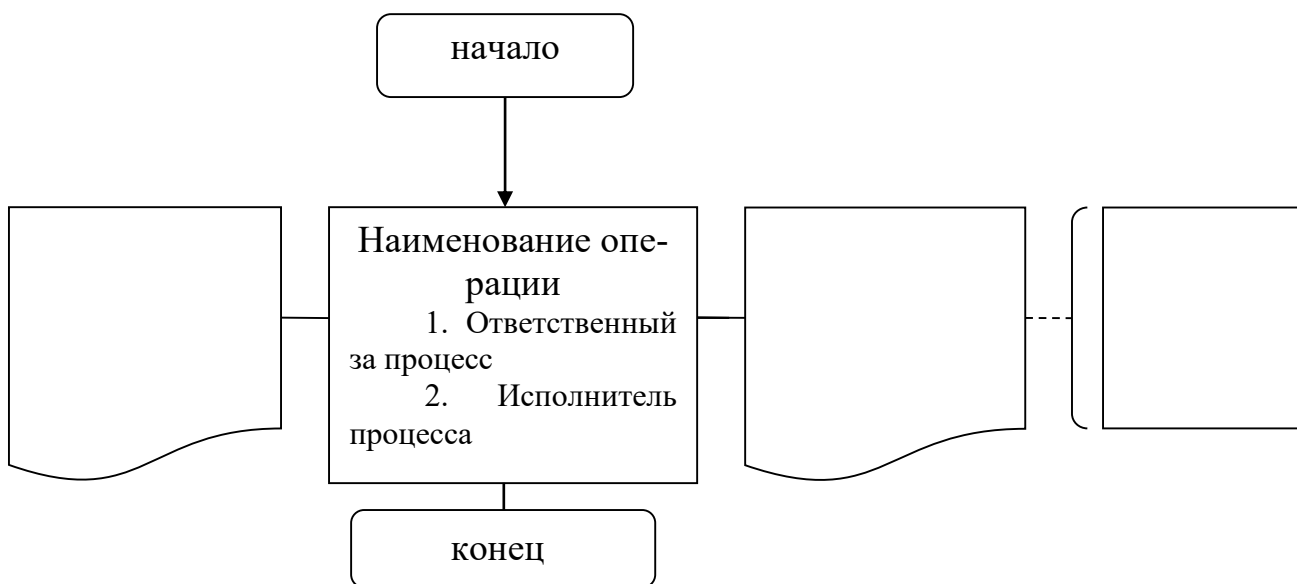 начало
Наименование опе-
рации
1. Ответственный
за процесс
2. Исполнитель
процесса
конец